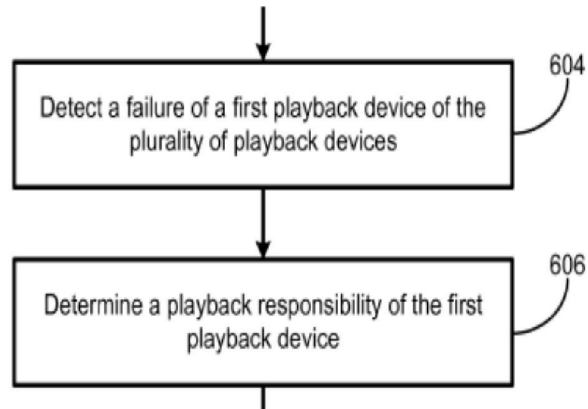 604
Detect a failure of a first playback device of the
plurality of playback devices
606
Determine a playback responsibility of the first
playback device